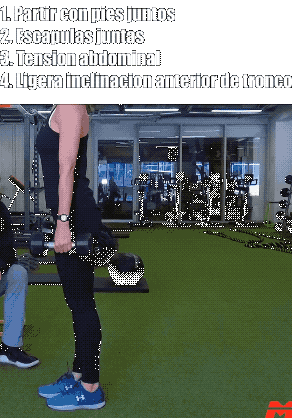 1. Partir con pies juntos
2. Escapulas juntas
3. Tension abdominal
4. Ligera inclinacion anterior de tronco